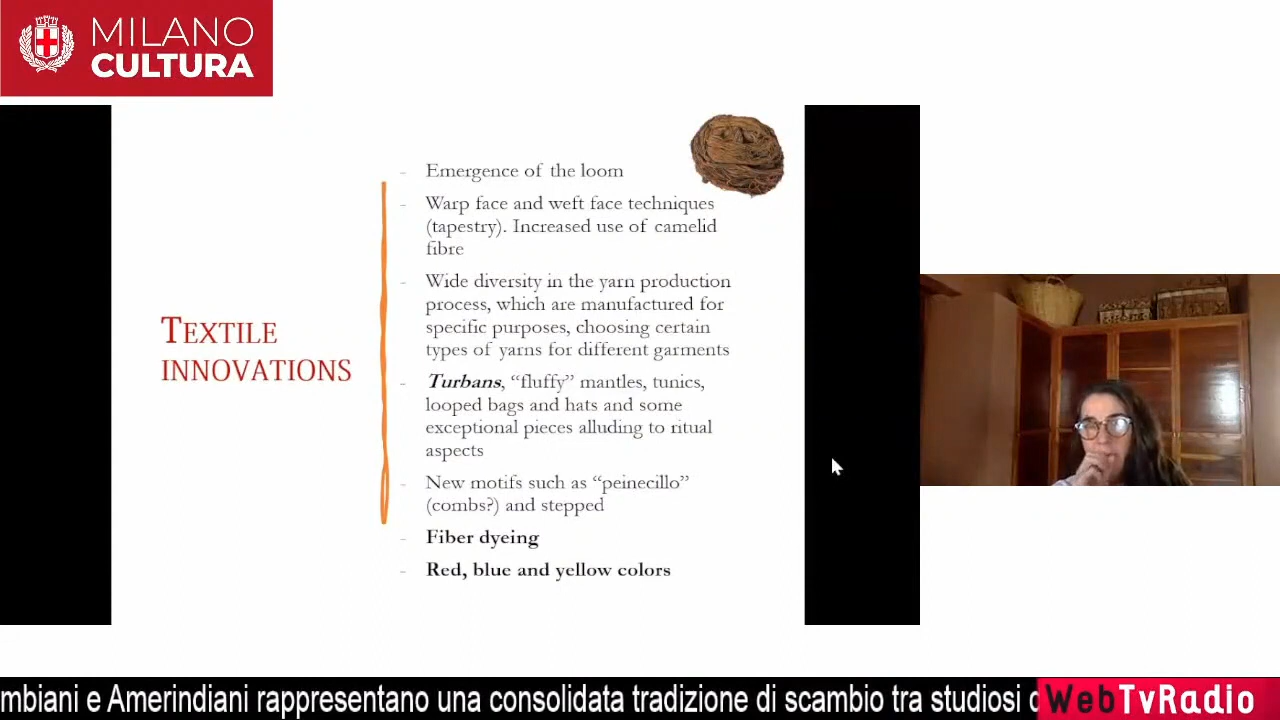 MILANO
CULTURA
- Emergence of the loom
- Warp face and weft face techniques
(tapestry). Increased use of camelid
fibre
- Wide diversity in the yarn production
process, which are manufactured for
specific purposes, choosing certain
types of yarns for different garments
TEXTILE
INNOVATIONS
- Turbans, “fluffy” mantles, tunics,
looped bags and hats and some
exceptional pieces alluding to ritual
aspects
- New motifs such as “peinecillo”
(combs?) and stepped
- Fiber dyeing
- Red, blue and yellow colors
mbiani e Amerindiani rappresentano una consolidata tradizione di scambio tra studiosi
WebTvRadio